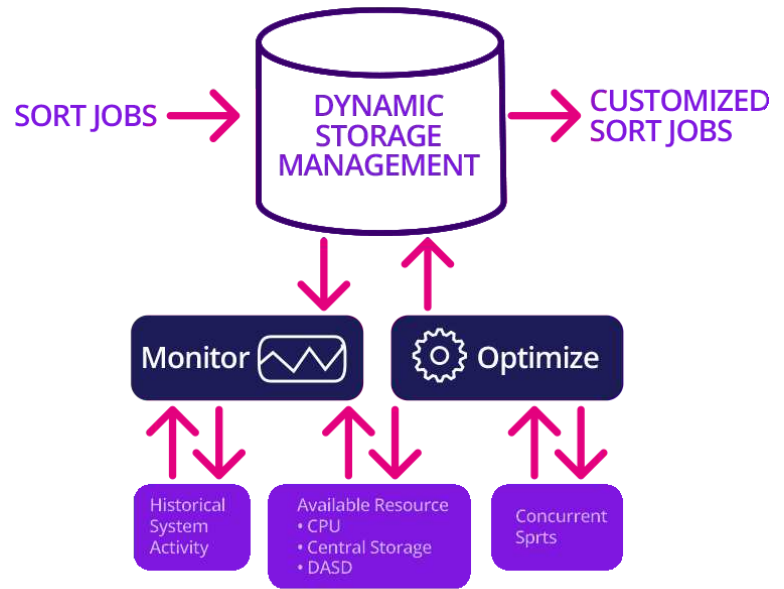 SORT JOBS
DYNAMIC
STORAGE
MANAGEMENT
CUSTOMIZED
SORT JOBS
Monitor
Optimize
Historical
System
Activity
Available Resource
• CPU
• Central Storage
• DASD
Concurrent
Sprts